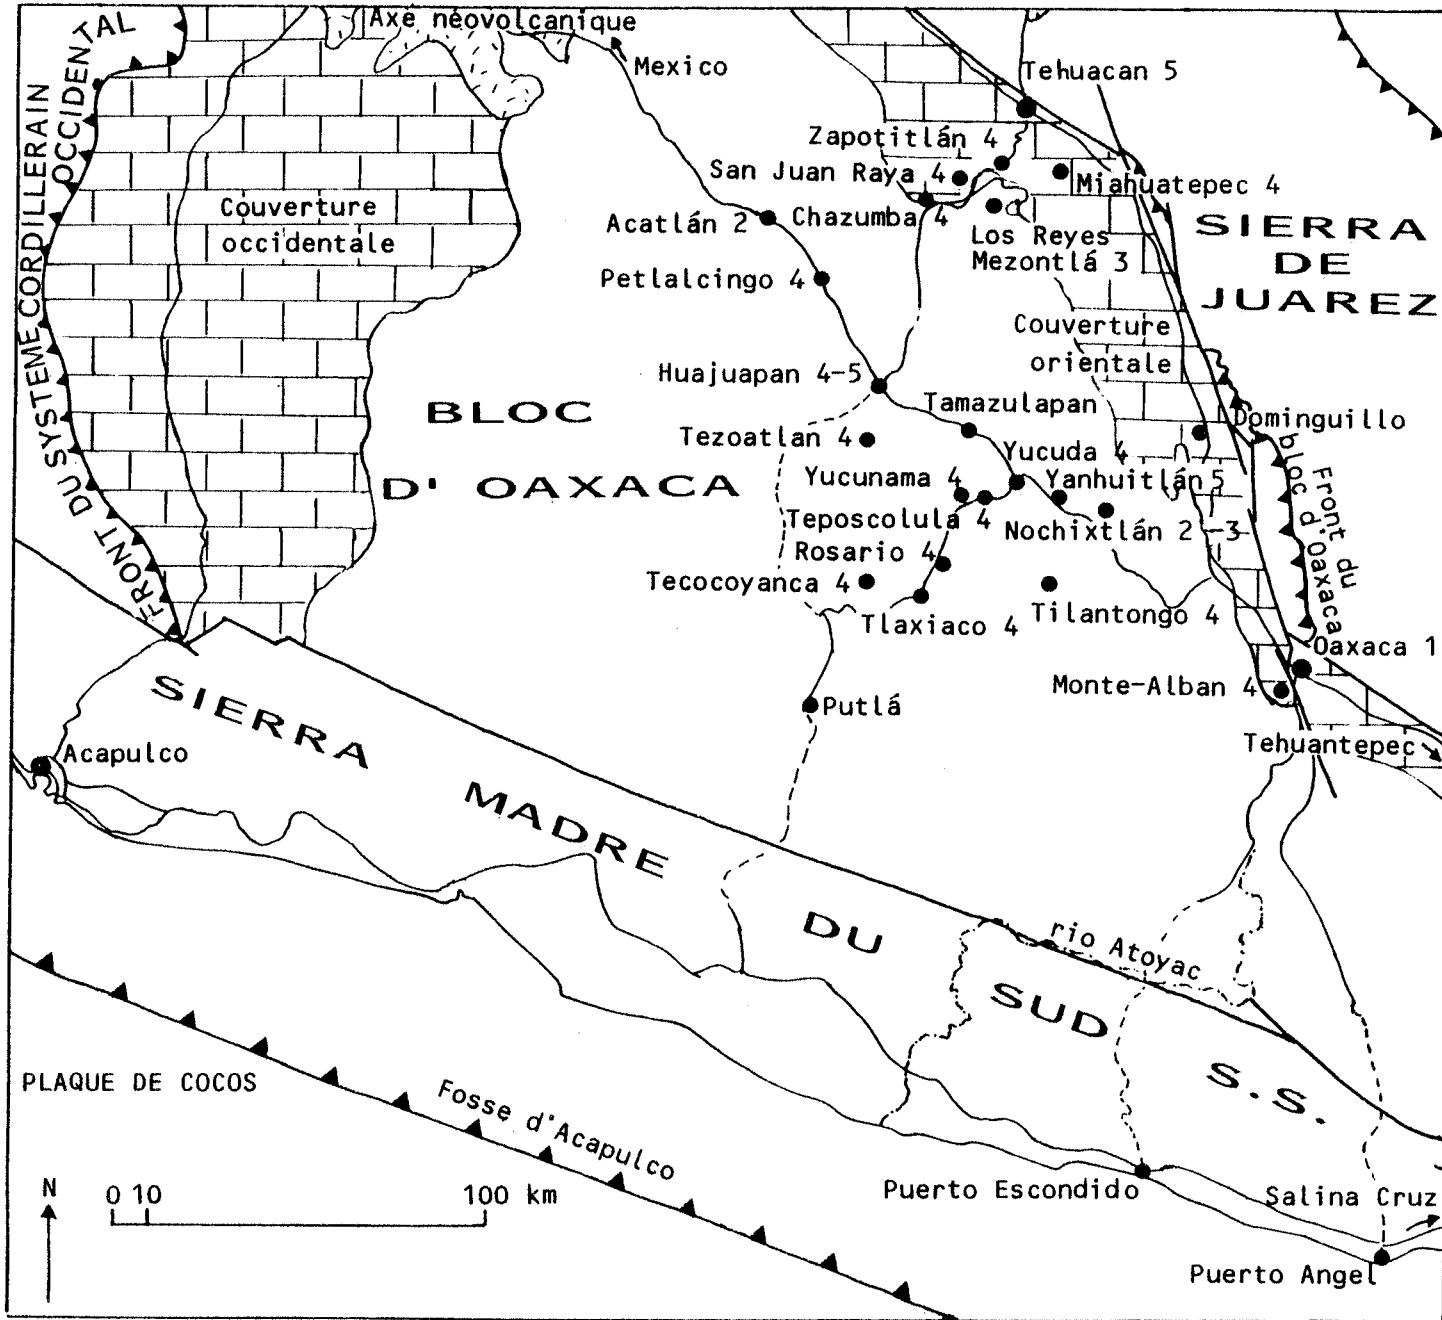 Axe néovolcanique
Mexico
FRONT DU SYSTEME CORDILLERAIN
OCCIDENTAL
Tehuacan 5
Zapotitlán 4
San Juan Raya 4
Miahuatepec 4
Couverture
occidentale
Acatlán 2
Chazumba 4
Los Reyes
Mezontlá 3
SIERRA
DE
JUAREZ
Petlalcingo 4
Couverture
orientale
Huajuapan 4-5
Tamazulapan
Dominguillo
BLOC
D' OAXACA
Tezoatlan 4
Yucuda 4
Yucunama 4
Yanhuitlán 5
Teposcolula 4
Nochixtlán 2-3
Front du
bloc d'Oaxaca
Rosario 4
Tecocoyanca 4
Tlaxiaco 4
Tilantongo 4
Oaxaca 1
Monte-Alban 4
Putlá
Tehuantepec
Acapulco
SIERRA MADRE DU SUD S.S.
rio Atoyac
PLAQUE DE COCOS
Fosse d'Acapulco
N
0 10 100 km
Puerto Escondido
Salina Cruz
Puerto Angel